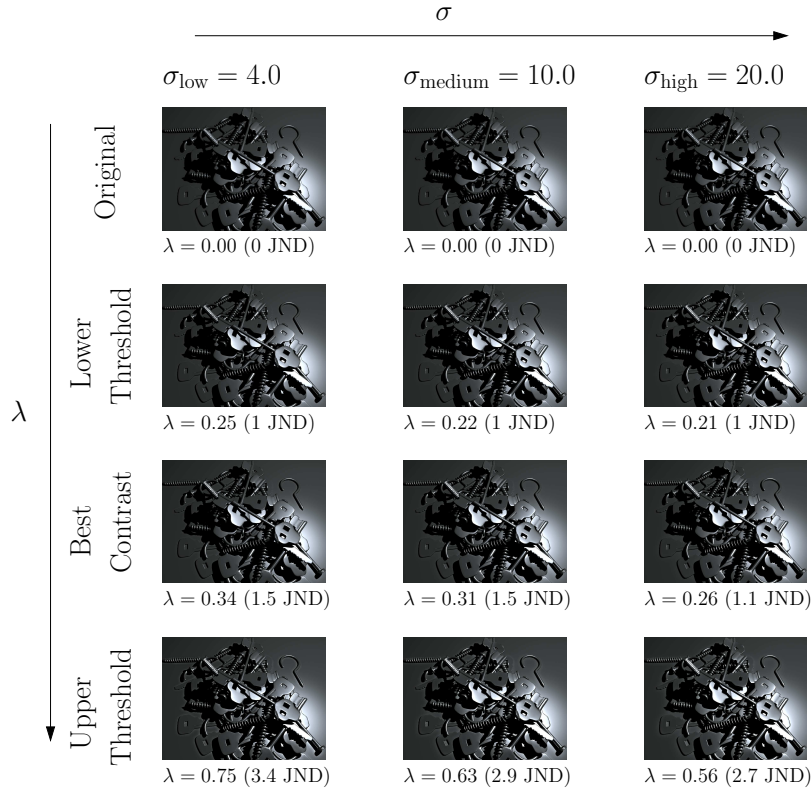 σ
σlow = 4.0 σmedium = 10.0 σhigh = 20.0
λ
Original
λ = 0.00 (0 JND) λ = 0.00 (0 JND) λ = 0.00 (0 JND)
Lower
Threshold
λ = 0.25 (1 JND) λ = 0.22 (1 JND) λ = 0.21 (1 JND)
Best
Contrast
λ = 0.34 (1.5 JND) λ = 0.31 (1.5 JND) λ = 0.26 (1.1 JND)
Upper
Threshold
λ = 0.75 (3.4 JND) λ = 0.63 (2.9 JND) λ = 0.56 (2.7 JND)